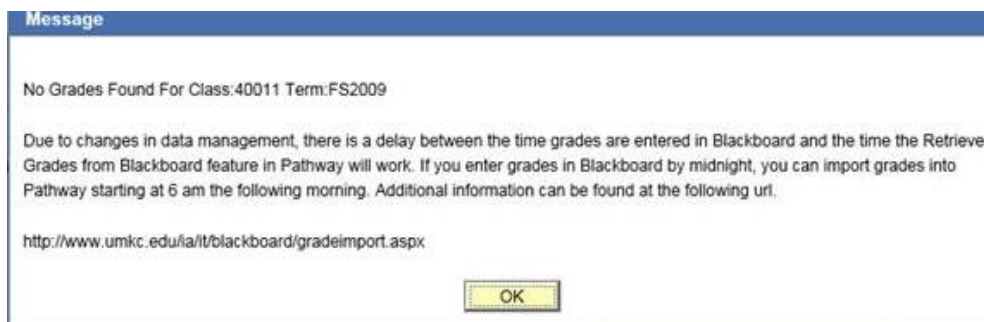 Message
No Grades Found For Class:40011 Term:FS2009
Due to changes in data management, there is a delay between the time grades are entered in Blackboard and the time the Retrieve
Grades from Blackboard feature in Pathway will work. If you enter grades in Blackboard by midnight, you can import grades into
Pathway starting at 6 am the following morning. Additional information can be found at the following url.
http://www.umkc.edu/ia/it/blackboard/gradeimport.aspx
OK